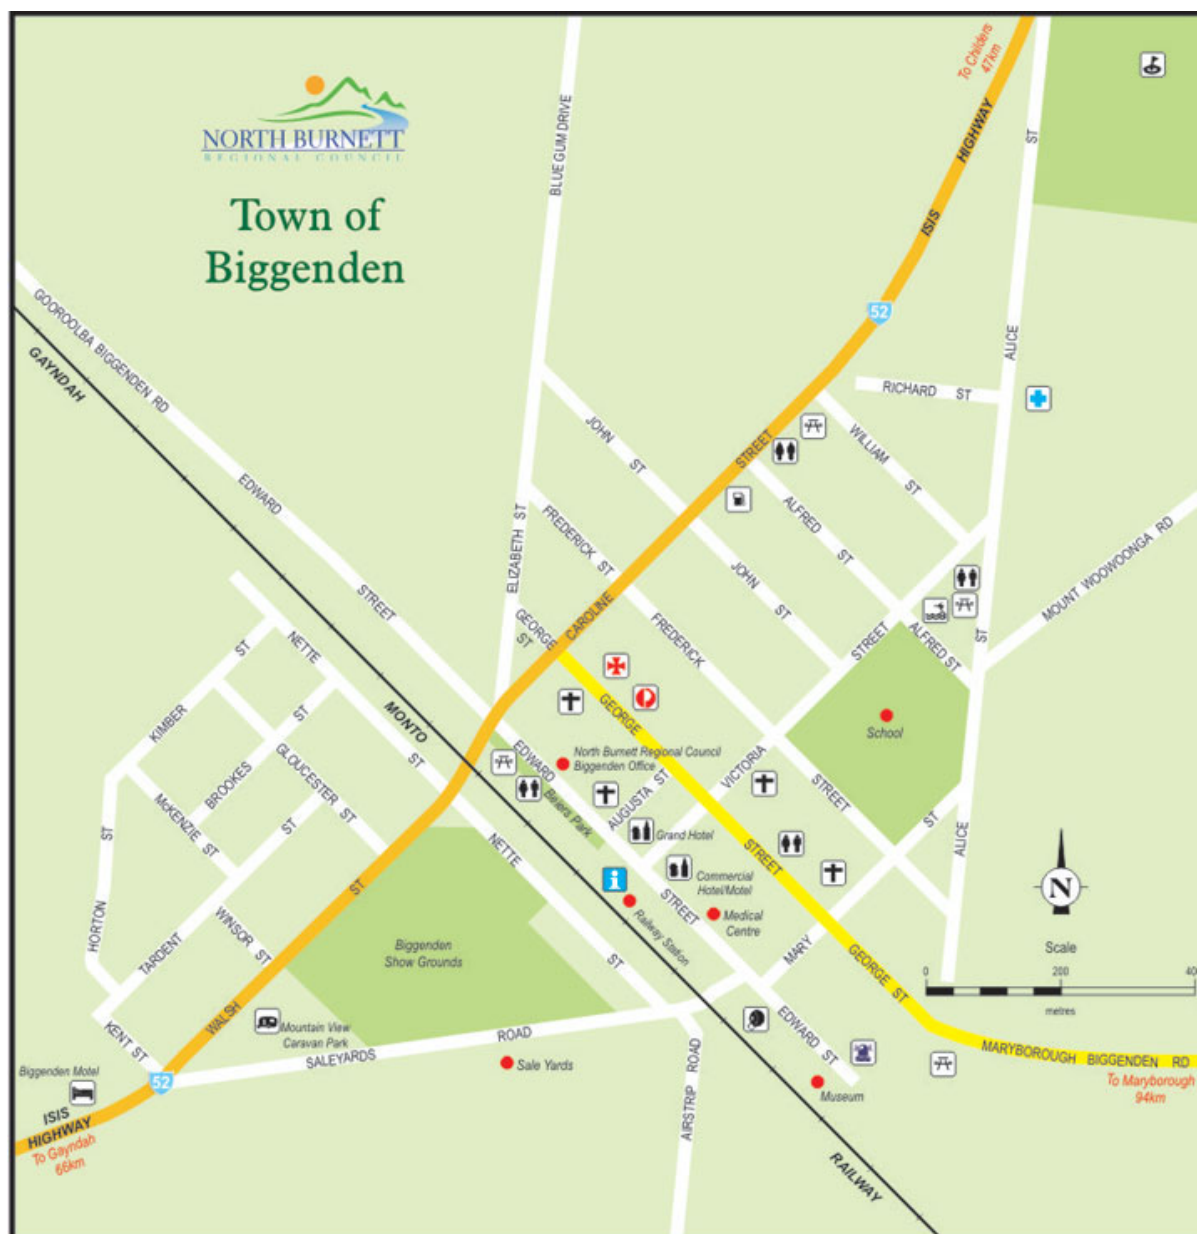 To Childers
47km
ISIS
HIGHWAY
ST
NORTH BURNETT
REGIONAL COUNCIL
Town of
Biggenden
BLUE GUM DRIVE
GOOROOLBA BIGGENDEN RD
GAYNDAH
52
ALICE
RICHARD ST
JOHN
ST
STREET
WILLIAM
ST
EDWARD
ELIZABETH ST
FREDERICK ST
ALFRED
ST
MOUNT WOOWOONGA RD
STREET
JOHN
ST
CAROLINE
GEORGE
ST
FREDERICK
STREET
ALFRED ST
ST
NETTE
ST
KIMBER
ST
BROOKES
ST
MONTO
GEORGE
School
EDWARD
North Burnett Regional Council
Biggenden Office
AUGUSTA ST
VICTORIA
STREET
GLOUCESTER ST
McKENZIE ST
ST
Beiers Park
Grand Hotel
STREET
ST
ALICE
HORTON
ST
NETTE
ST
Commercial
Hotel/Motel
STREET
Medical
Centre
Railway Station
N
Scale
0
200
40
metres
WINSOR ST
TARDENT
Biggenden
Show Grounds
MARY
GEORGE ST
WALSH
ST
KENT ST
Mountain View
Caravan Park
SALEYARDS
ROAD
EDWARD ST
Sale Yards
AIRSTRIP ROAD
Museum
MARYBOROUGH BIGGENDEN RD
To Maryborough
94km
Biggenden Motel
52
ISIS
HIGHWAY
To Gayndah
66km
RAILWAY